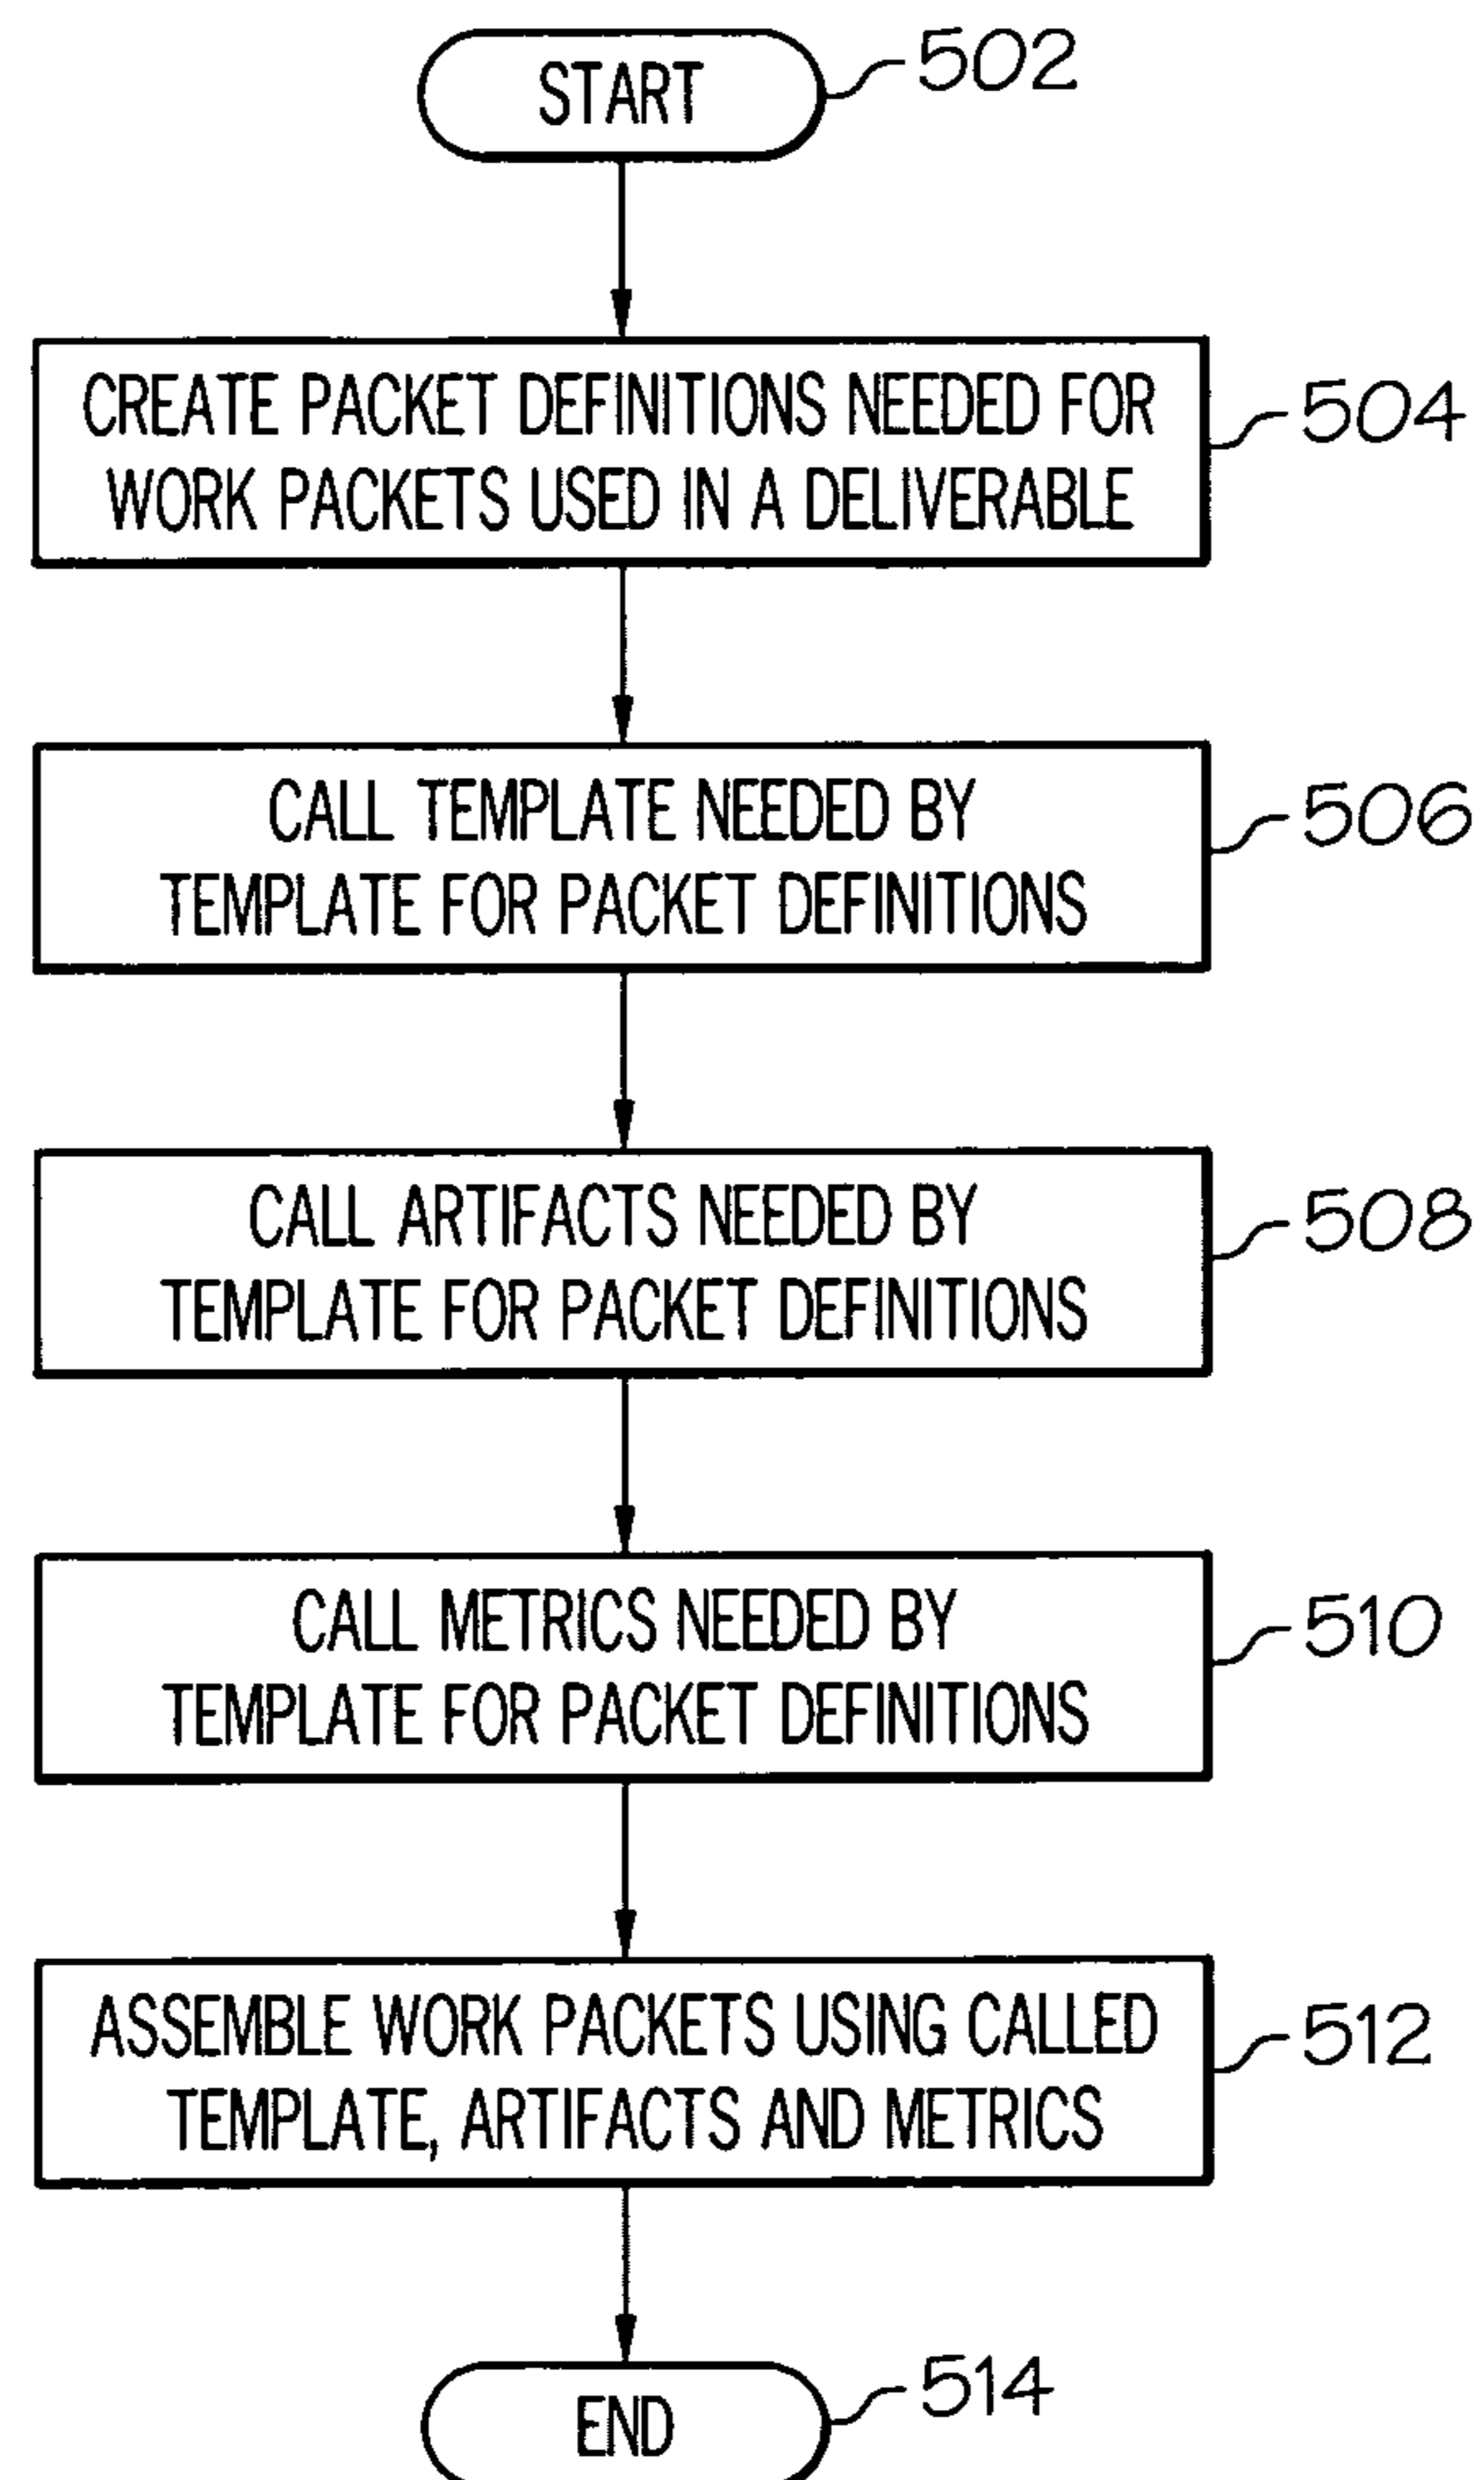 START
502
CREATE PACKET DEFINITIONS NEEDED FOR
WORK PACKETS USED IN A DELIVERABLE
504
CALL TEMPLATE NEEDED BY
TEMPLATE FOR PACKET DEFINITIONS
506
CALL ARTIFACTS NEEDED BY
TEMPLATE FOR PACKET DEFINITIONS
508
CALL METRICS NEEDED BY
TEMPLATE FOR PACKET DEFINITIONS
510
ASSEMBLE WORK PACKETS USING CALLED
TEMPLATE, ARTIFACTS AND METRICS
512
END
514